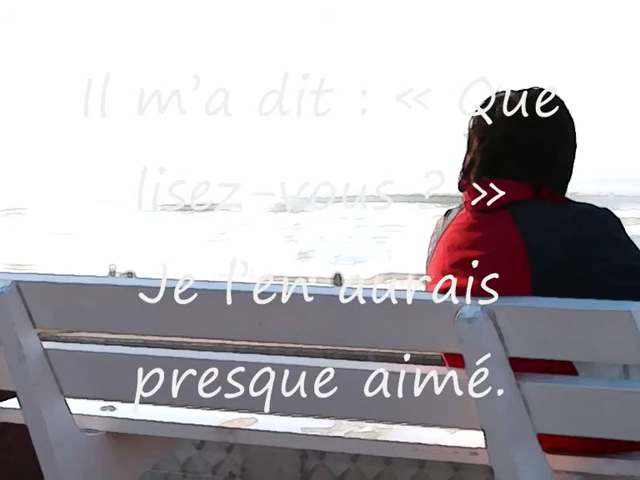 Il m’a dit : « Que
lisez-vous ? »
Je l’en aurais
presque aimé.